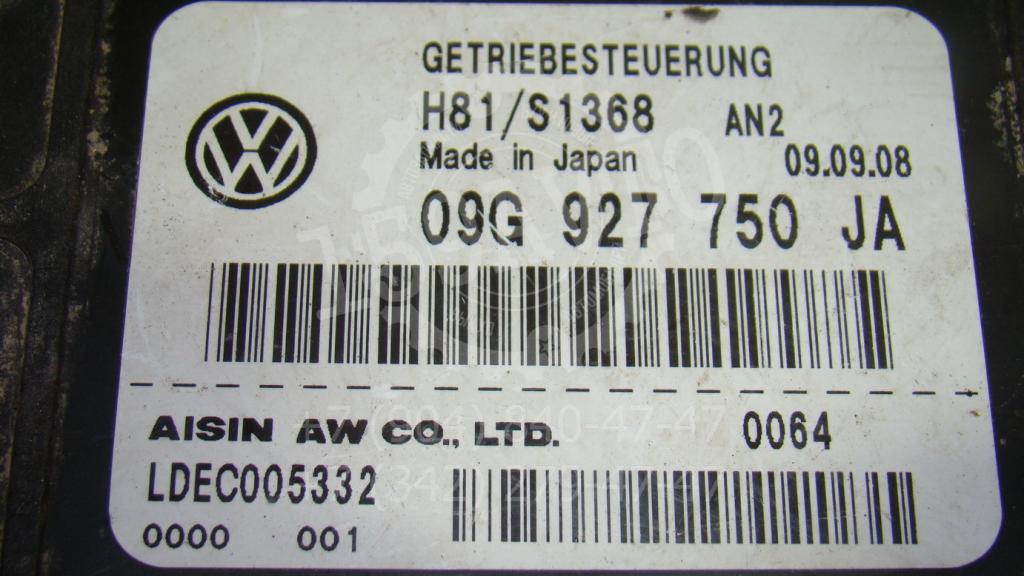 GETRIEBESTEUERUNG
H81/S1368 AN2
Made in Japan 09.09.08
09G 927 750 JA
AISIN AW CO., LTD. 0064
LDEC005332
0000 001